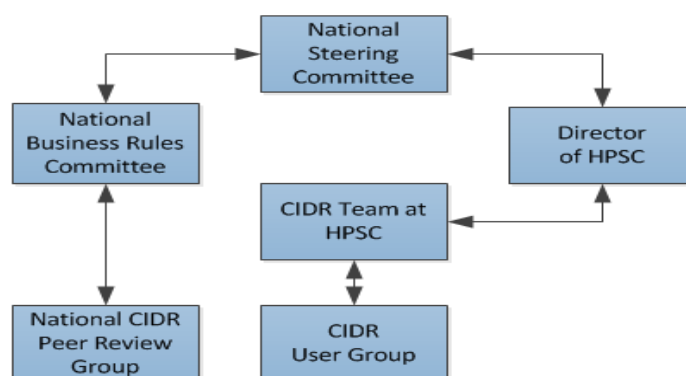 National
Steering
Committee
National
Business Rules
Committee
Director
of HPSC
CIDR Team at
HPSC
National CIDR
Peer Review
Group
CIDR
User Group